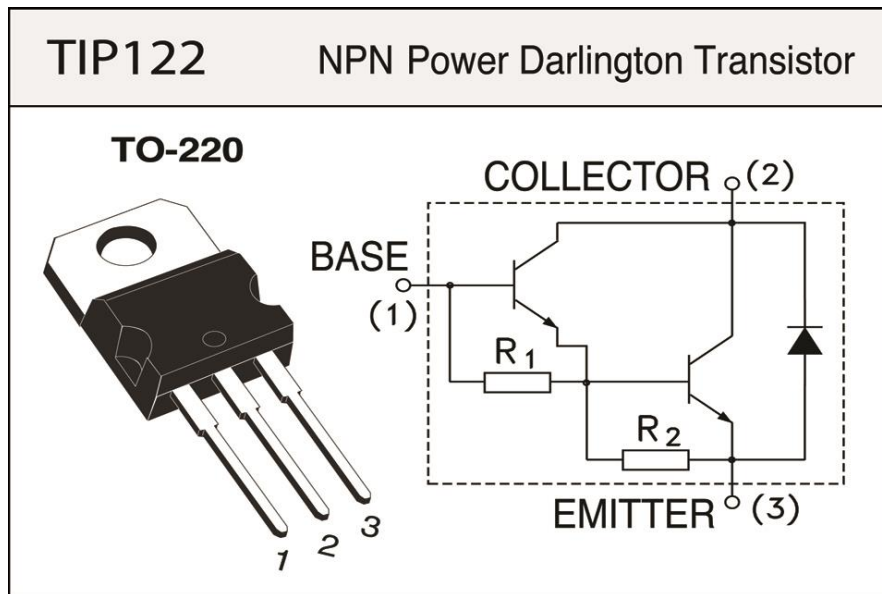 TIP122 NPN Power Darlington Transistor
TO-220
COLLECTOR (2)
BASE
(1)
R1
R2
EMITTER (3)
1 2 3